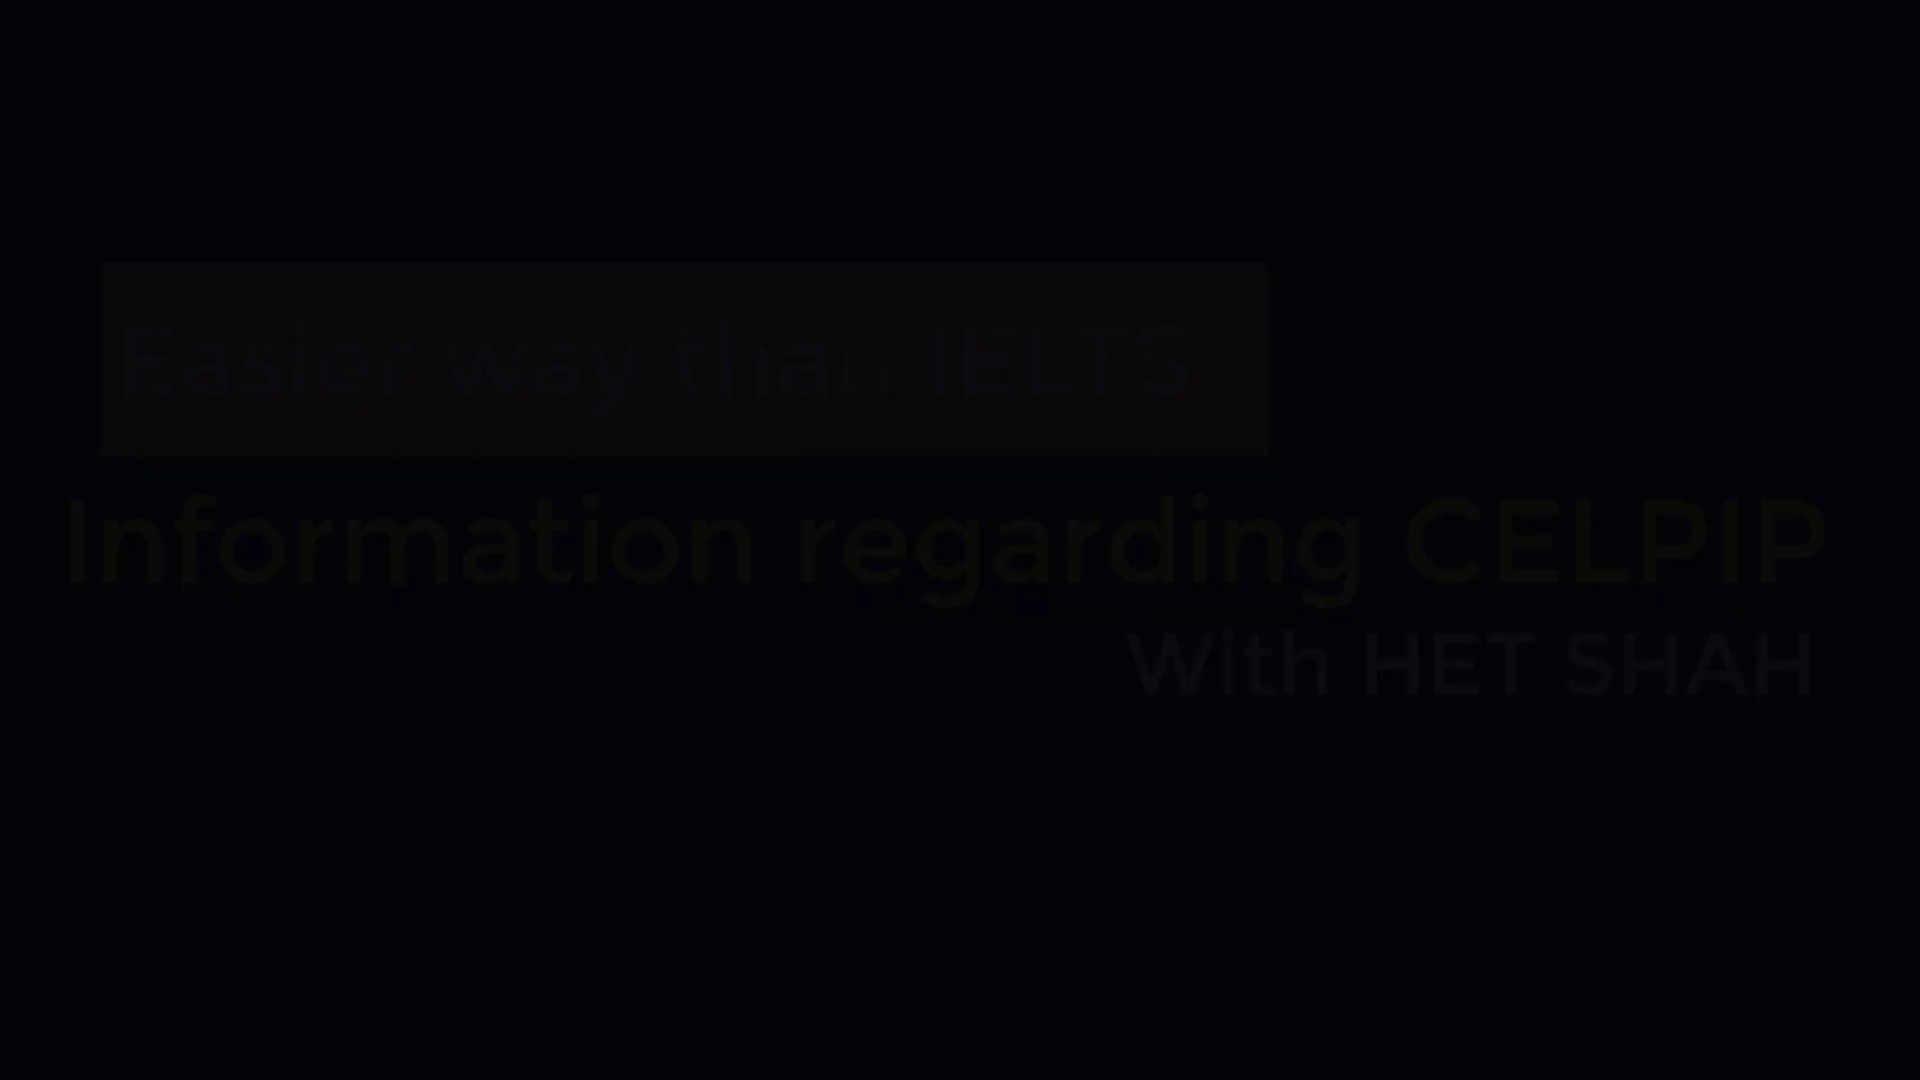 Easier way than IELTS
Information regarding CELPIP
With HET SHAH